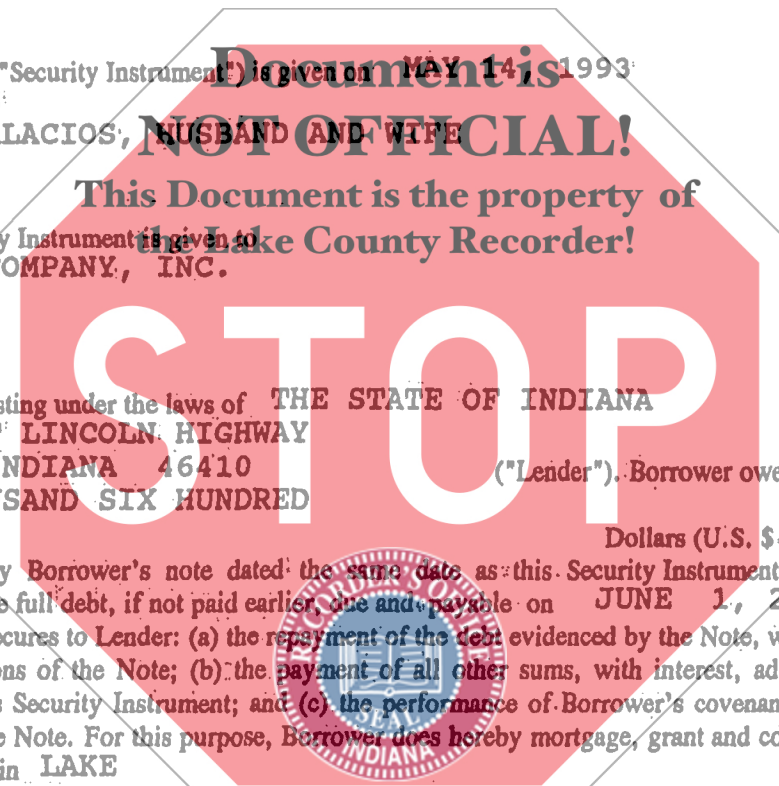 "Security Instrument") is given on MAY 14, 1993
Document is
LACIOS, HUSBAND AND WIFE
NOT OFFICIAL!
This Document is the property of
y Instrument is given to
the Lake County Recorder!
OMPANY, INC.
STOP
sting under the laws of THE STATE OF INDIANA
LINCOLN HIGHWAY
NDIANA 46410 ("Lender"). Borrower owe
SAND SIX HUNDRED
Dollars (U.S. $
y Borrower's note dated the same date as this Security Instrument
e full debt, if not paid earlier, due and payable on JUNE 1, 2
ecures to Lender: (a) the repayment of the debt evidenced by the Note, w
ons of the Note; (b) the payment of all other sums, with interest, ad
s Security Instrument; and (c) the performance of Borrower's covenan
e Note. For this purpose, Borrower does hereby mortgage, grant and co
in LAKE
RECORDER'S
SEAL
INDIANA